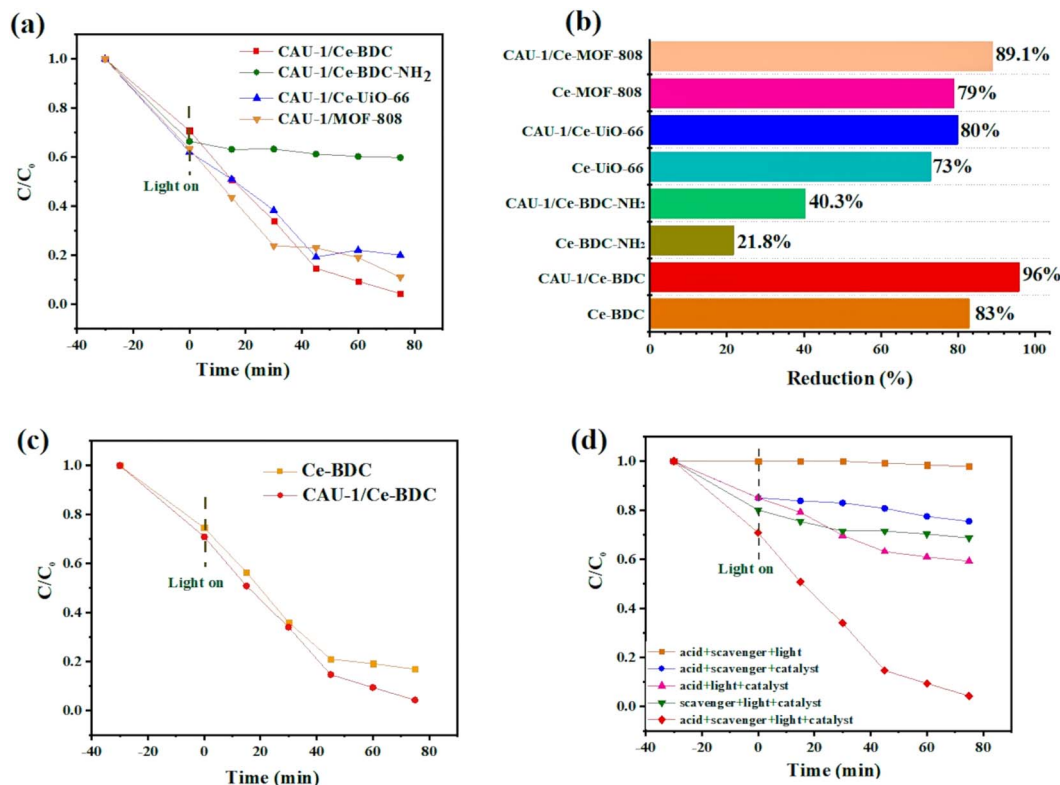 (a)
CAU-1/Ce-BDC
CAU-1/Ce-BDC-NH₂
CAU-1/Ce-UiO-66
CAU-1/MOF-808
1.0
0.8
0.6
0.4
0.2
0.0
C/C₀
Light on
-40 -20 0 20 40 60 80
Time (min)
(b)
CAU-1/Ce-MOF-808 89.1%
Ce-MOF-808 79%
CAU-1/Ce-UiO-66 80%
Ce-UiO-66 73%
CAU-1/Ce-BDC-NH₂ 40.3%
Ce-BDC-NH₂ 21.8%
CAU-1/Ce-BDC 96%
Ce-BDC 83%
0 20 40 60 80 100
Reduction (%)
(c)
Ce-BDC
CAU-1/Ce-BDC
1.0
0.8
0.6
0.4
0.2
0.0
C/C₀
Light on
-40 -20 0 20 40 60 80
Time (min)
(d)
1.0
0.8
0.6
0.4
0.2
0.0
C/C₀
Light on
acid+scavenger+light
acid+scavenger+catalyst
acid+light+catalyst
scavenger+light+catalyst
acid+scavenger+light+catalyst
-40 -20 0 20 40 60 80
Time (min)